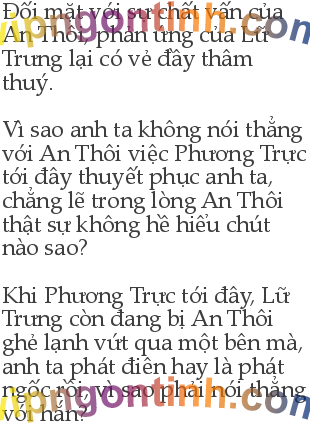 Đối mặt với sự chất vấn của
An Thôi, phản ứng của Lữ
Trưng lại có vẻ đầy thâm
thuý.
Vì sao anh ta không nói thẳng
với An Thôi việc Phương Trực
tới đây thuyết phục anh ta,
chẳng lẽ trong lòng An Thôi
thật sự không hề hiểu chút
nào sao?
Khi Phương Trực tới đây, Lữ
Trưng còn đang bị An Thôi
ghẻ lạnh vứt qua một bên mà,
anh ta phát điên hay là phát
ngốc rồi, vì sao phải nói thẳng
với hắn?
vipngontinh.com
vipngontinh.com